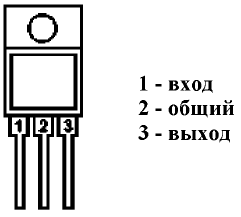 1 - вход
2 - общий
3 - выход
1 2 3